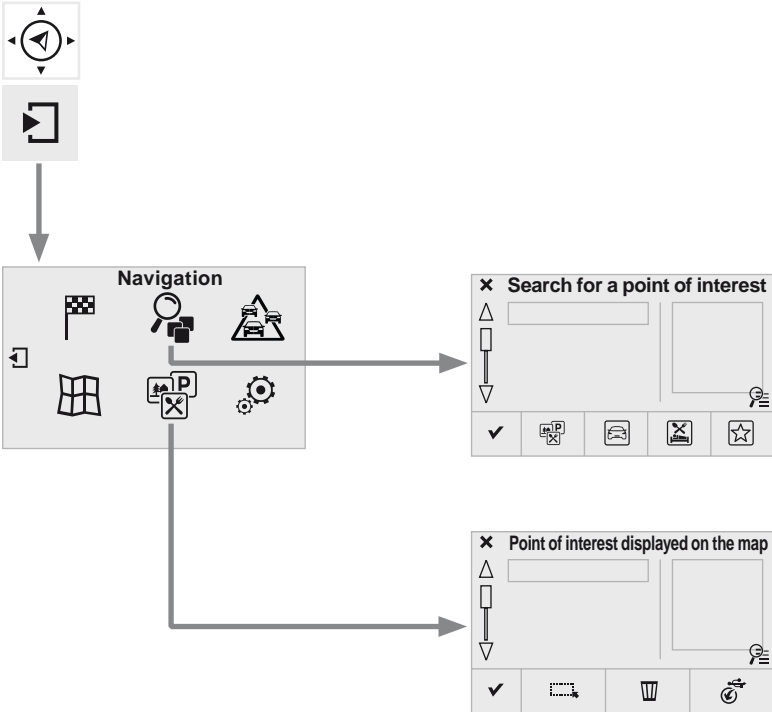 Navigation
P
Search for a point of interest
P
Point of interest displayed on the map